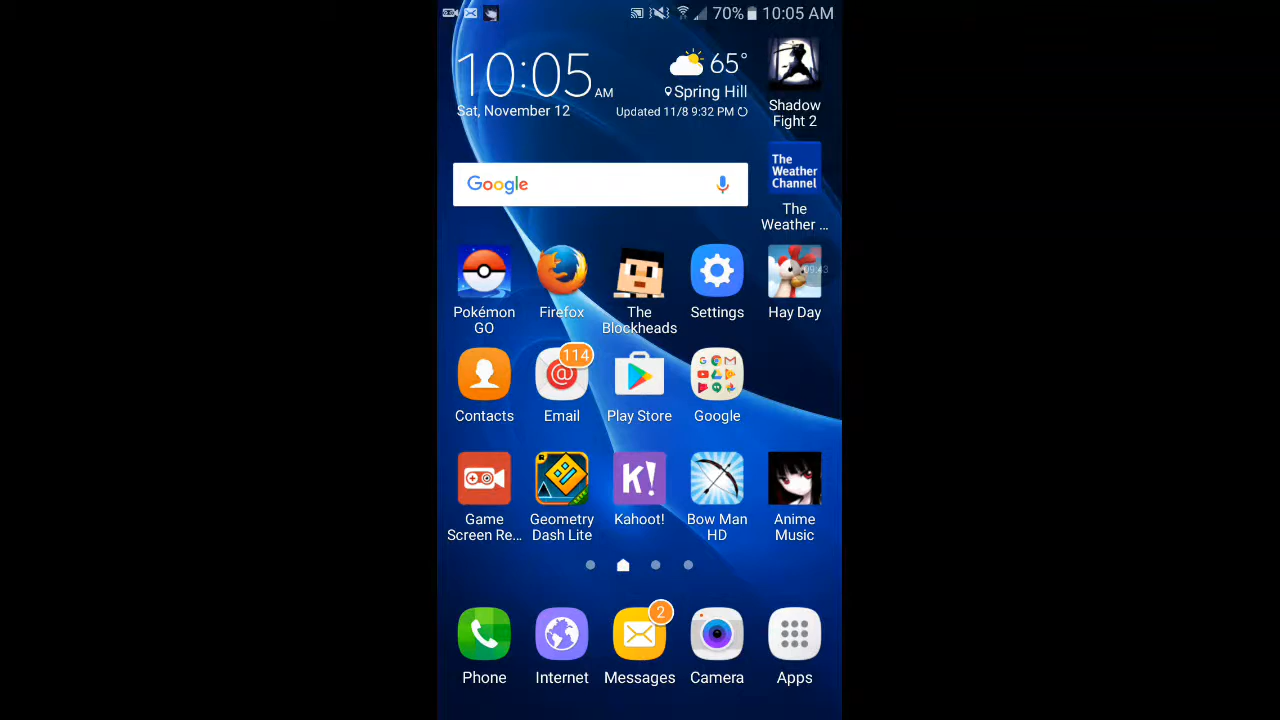 70% 10:05 AM
10:05 AM
Sat, November 12
65°
Spring Hill
Updated 11/8 9:32 PM
Shadow
Fight 2
Google
The
Weather
Channel
The
Weather ...
09:43
Pokémon
GO
Firefox
The
Blockheads
Settings
Hay Day
114
Contacts
Email
Play Store
Google
K!
Game
Screen Re...
Geometry
Dash Lite
Kahoot!
Bow Man
HD
Anime
Music
2
Phone
Internet
Messages
Camera
Apps